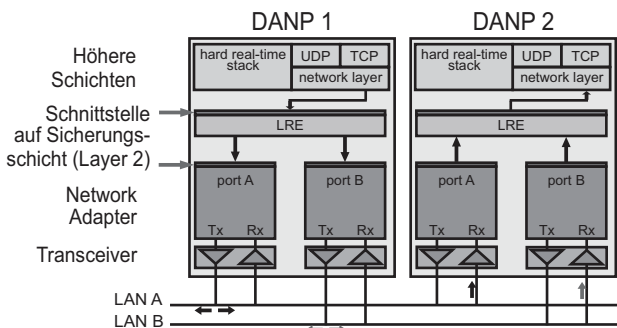 DANP 1
DANP 2
Höhere
Schichten
hard real-time
stack
UDP
TCP
network layer
hard real-time
stack
UDP
TCP
network layer
Schnittstelle
auf Sicherungs-
schicht (Layer 2)
LRE
LRE
Network
Adapter
port A
port B
port A
port B
Tx
Rx
Tx
Rx
Tx
Rx
Tx
Rx
Transceiver
LAN A
LAN B